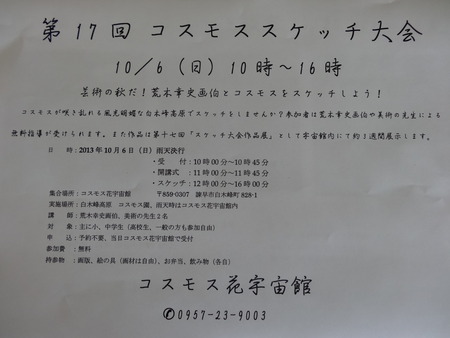 第17回 コスモススケッチ大会
10/6（日）10時～16時
芸術の秋だ！荒木幸史画伯とコスモスをスケッチしよう！
コスモスが咲き乱れる風光明媚な白木峰高原でスケッチをしませんか？参加者は荒木幸史画伯や美術の先生による
無料指導が受けられます。また作品は第十七回「スケッチ大会作品展」として宇宙館内にて約3週間展示します。
日　時：2013年10月6日（日）雨天決行
・受　付：10時00分～10時45分
・開講式：11時00分～11時45分
・スケッチ：12時00分～16時00分
集合場所：コスモス花宇宙館　〒859-0307　諫早市白木峰町828-1
実施場所：白木峰高原　コスモス園、雨天時はコスモス花宇宙館内
講　師：荒木幸史画伯、美術の先生2名
対　象：主に小、中学生（高校生、一般の方も参加自由）
申　込：予約不要、当日コスモス花宇宙館で受付
参加費：無料
持参物：画版、絵の具（画材は自由）、お弁当、飲み物（各自）
コスモス花宇宙館
✆0957-23-9003